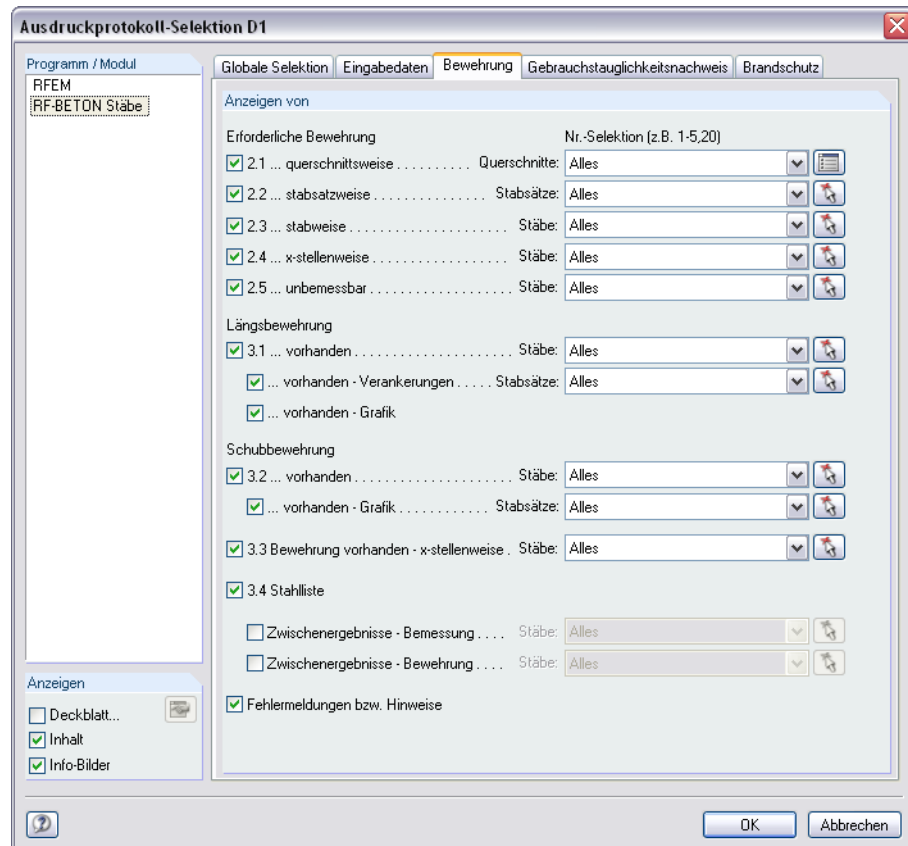 Ausdruckprotokoll-Selektion D1
Programm / Modul
RFEM
RF-BETON Stäbe
Globale Selektion
Eingabedaten
Bewehrung
Gebrauchstauglichkeitsnachweis
Brandschutz
Anzeigen von
Erforderliche Bewehrung Nr.-Selektion (z.B. 1-5,20)
2.1 ... querschnittsweise . . . . . . . . . . Querschnitte: Alles
2.2 ... stabsatzweise . . . . . . . . . . . . . . . . Stabsätze: Alles
2.3 ... stabweise . . . . . . . . . . . . . . . . . . . . . Stäbe: Alles
2.4 ... x-stellenweise . . . . . . . . . . . . . . . . . Stäbe: Alles
2.5 ... unbemessbar . . . . . . . . . . . . . . . . . Stäbe: Alles
Längsbewehrung
3.1 ... vorhanden . . . . . . . . . . . . . . . . . . . Stäbe: Alles
... vorhanden - Verankerungen . . . . . Stabsätze: Alles
... vorhanden - Grafik
Schubbewehrung
3.2 ... vorhanden . . . . . . . . . . . . . . . . . . . Stäbe: Alles
... vorhanden - Grafik . . . . . . . . . . . . Stabsätze: Alles
3.3 Bewehrung vorhanden - x-stellenweise . Stäbe: Alles
3.4 Stahlliste
Zwischenergebnisse - Bemessung . . . . Stäbe: Alles
Zwischenergebnisse - Bewehrung . . . . Stäbe: Alles
Fehlermeldungen bzw. Hinweise
Anzeigen
Deckblatt...
Inhalt
Info-Bilder
OK
Abbrechen